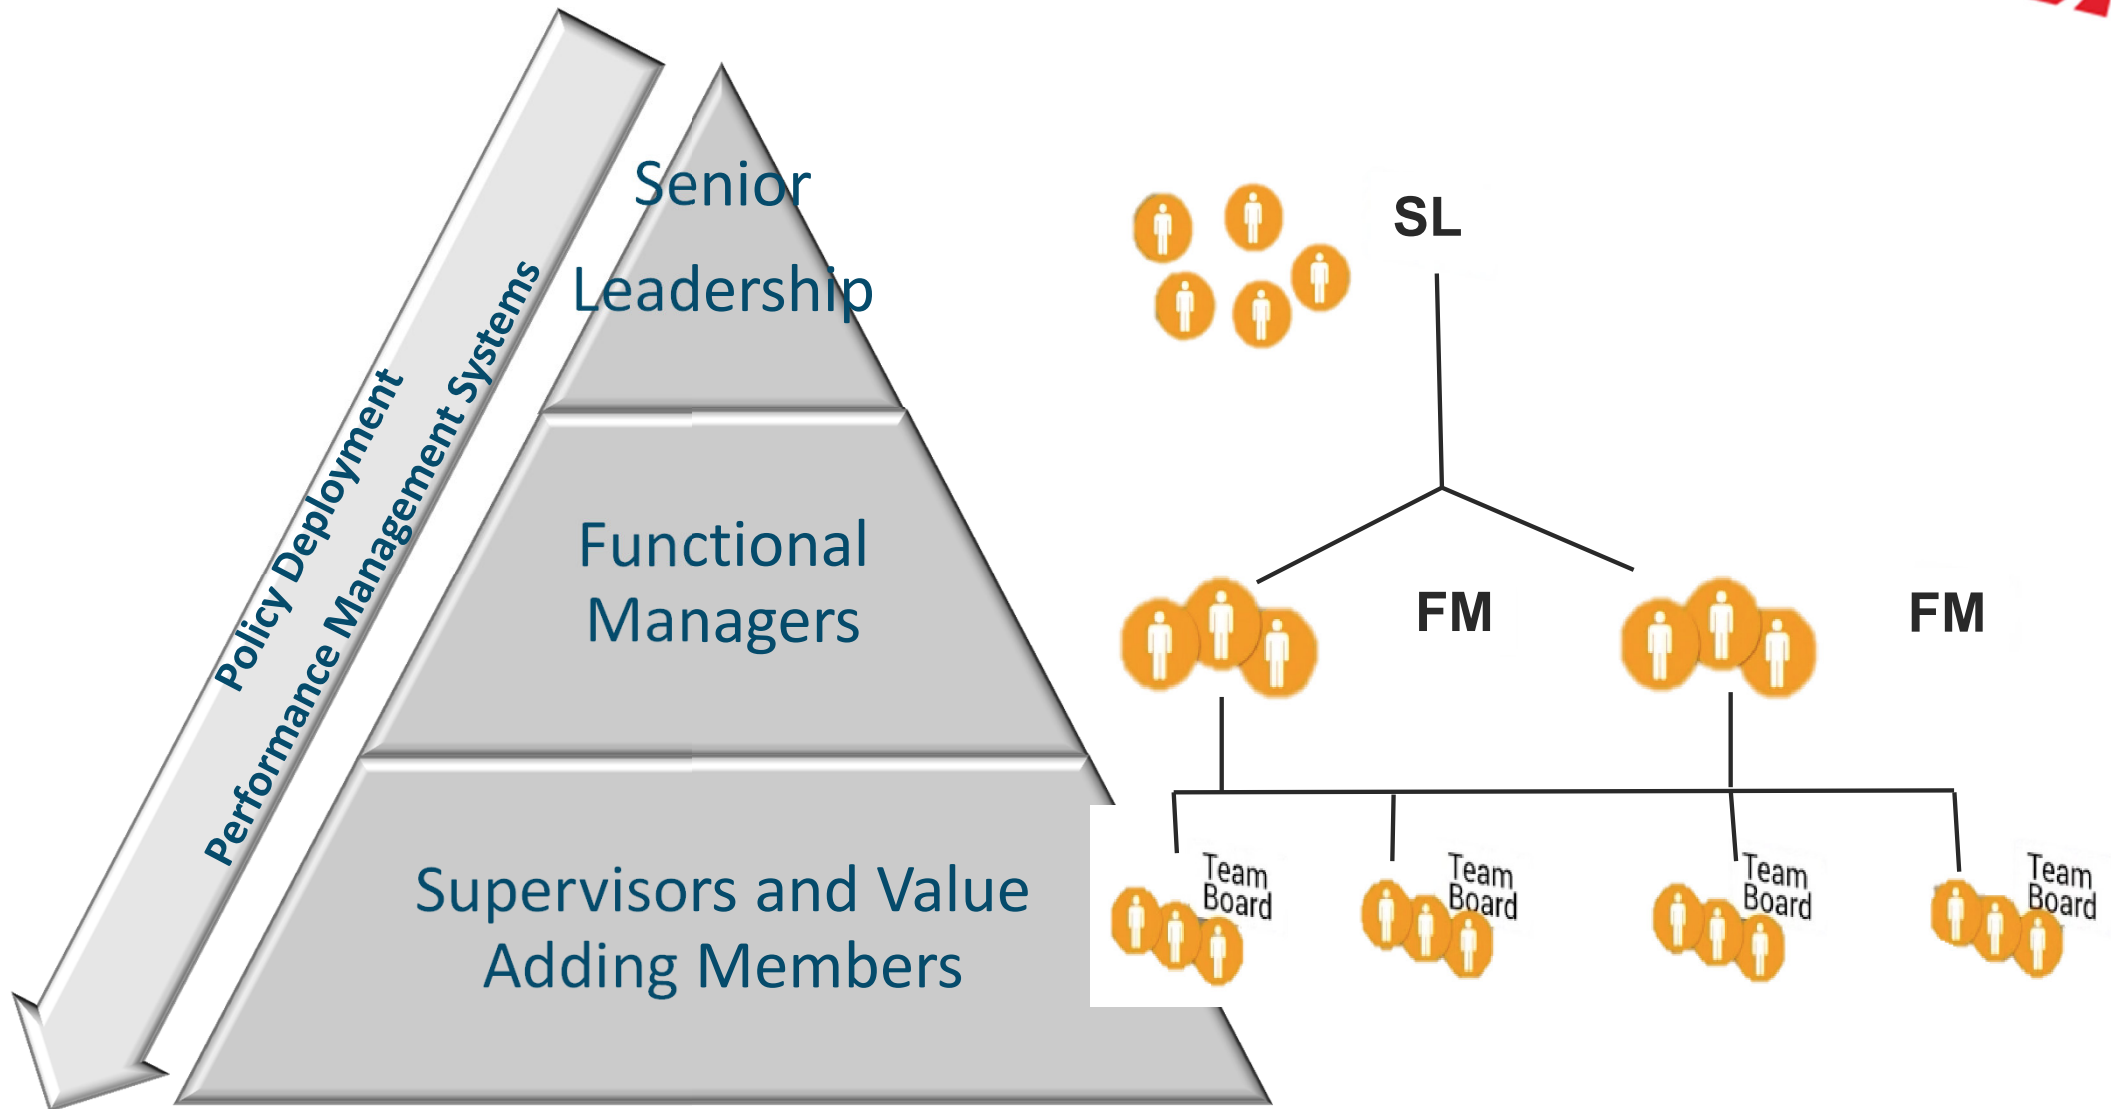 Policy Deployment
Performance Management Systems
Senior
Leadership
Functional
Managers
Supervisors and Value
Adding Members
SL
FM
FM
Team
Board
Team
Board
Team
Board
Team
Board